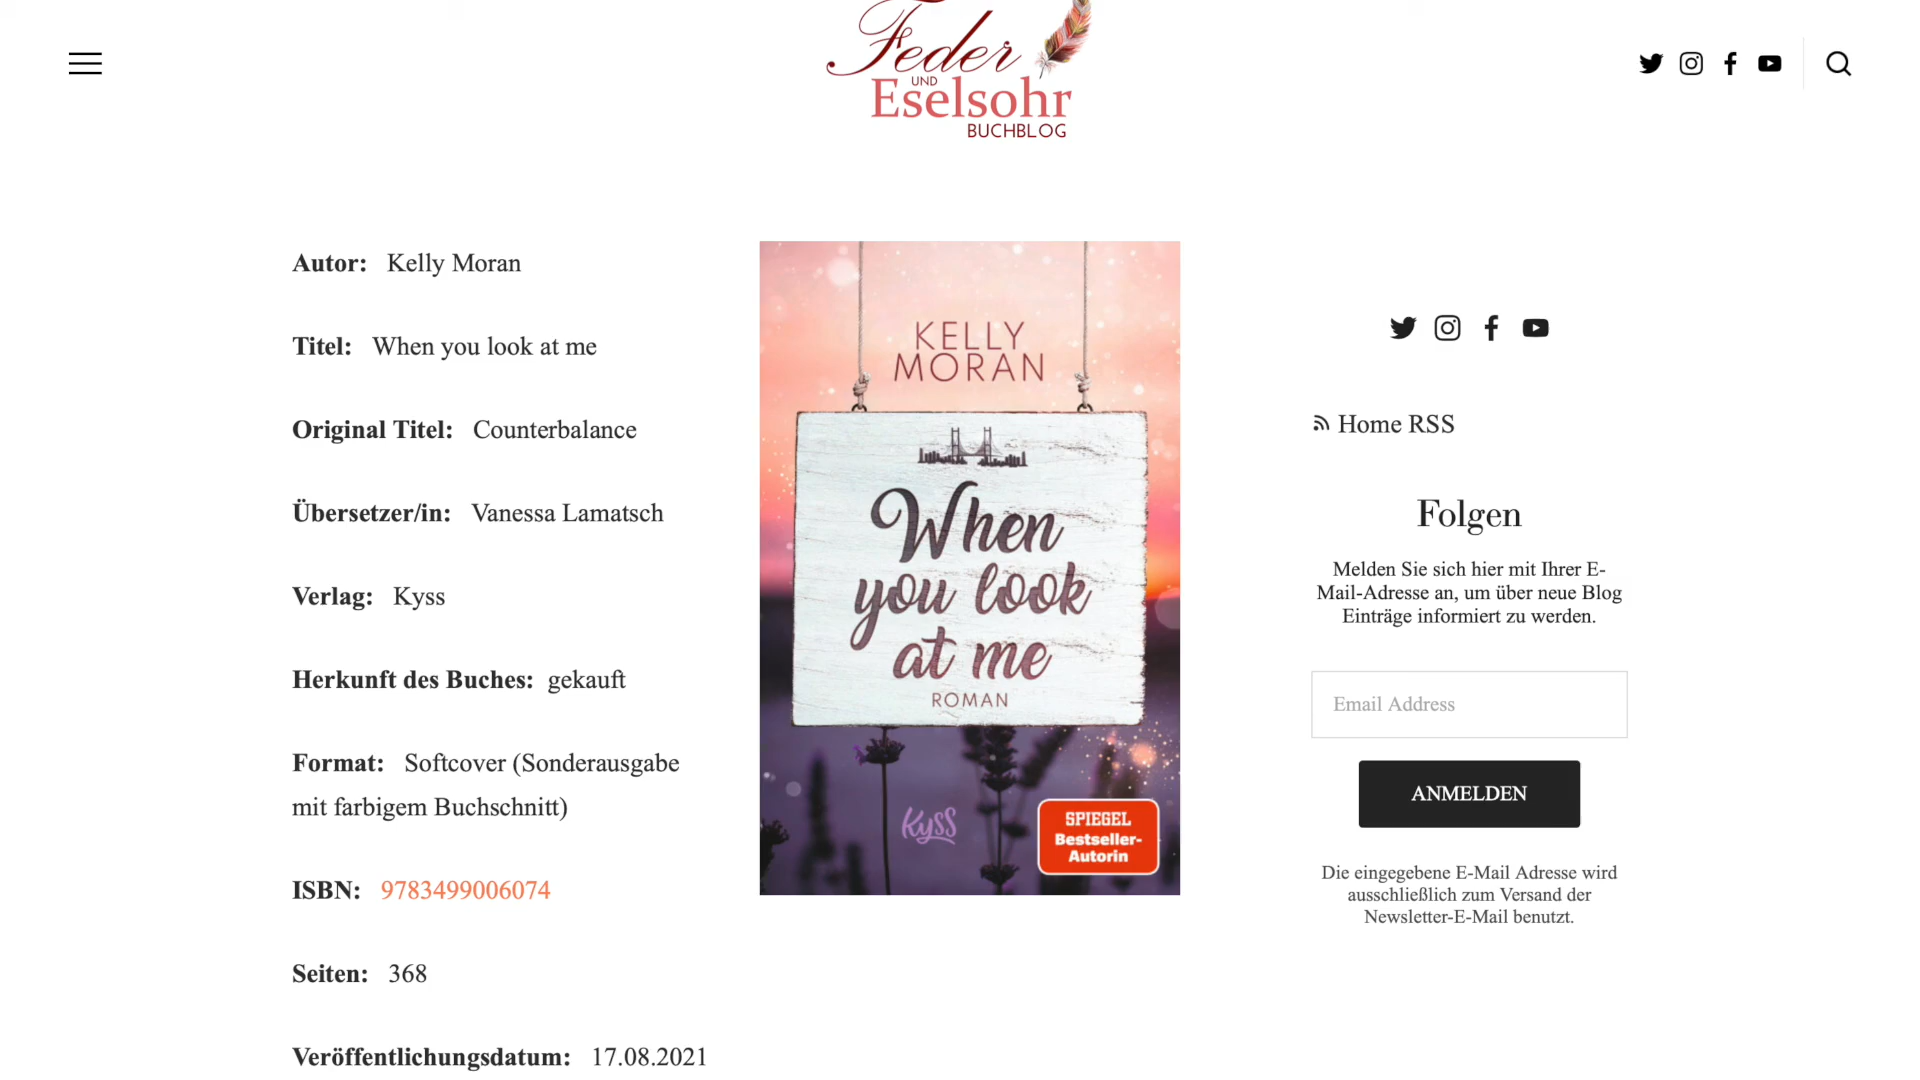 Feder
UND
Eselsohr
BUCHBLOG
Autor: Kelly Moran
Titel: When you look at me
Original Titel: Counterbalance
Übersetzer/in: Vanessa Lamatsch
Verlag: Kyss
Herkunft des Buches: gekauft
Format: Softcover (Sonderausgabe
mit farbigem Buchschnitt)
ISBN: 9783499006074
Seiten: 368
Veröffentlichungsdatum: 17.08.2021
KELLY
MORAN
When
you look
at me
ROMAN
Kyss
SPIEGEL
Bestseller-
Autorin
Home RSS
Folgen
Melden Sie sich hier mit Ihrer E-
Mail-Adresse an, um über neue Blog
Einträge informiert zu werden.
Email Address
ANMELDEN
Die eingegebene E-Mail Adresse wird
ausschließlich zum Versand der
Newsletter-E-Mail benutzt.